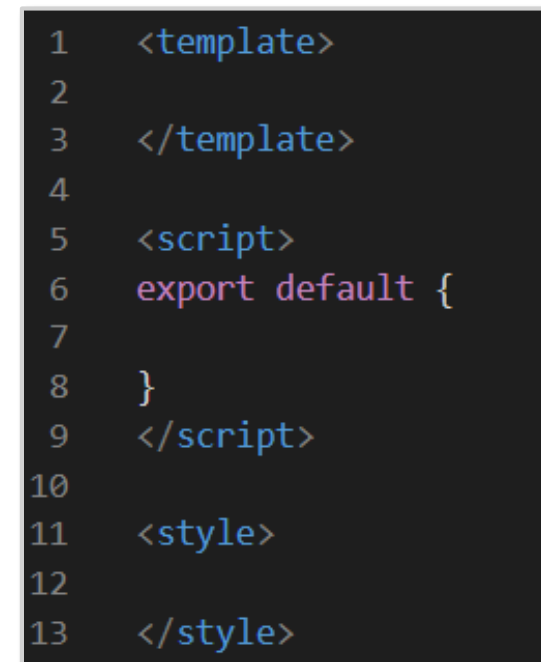 1 <template>
2
3 </template>
4
5 <script>
6 export default {
7
8 }
9 </script>
10
11 <style>
12
13 </style>